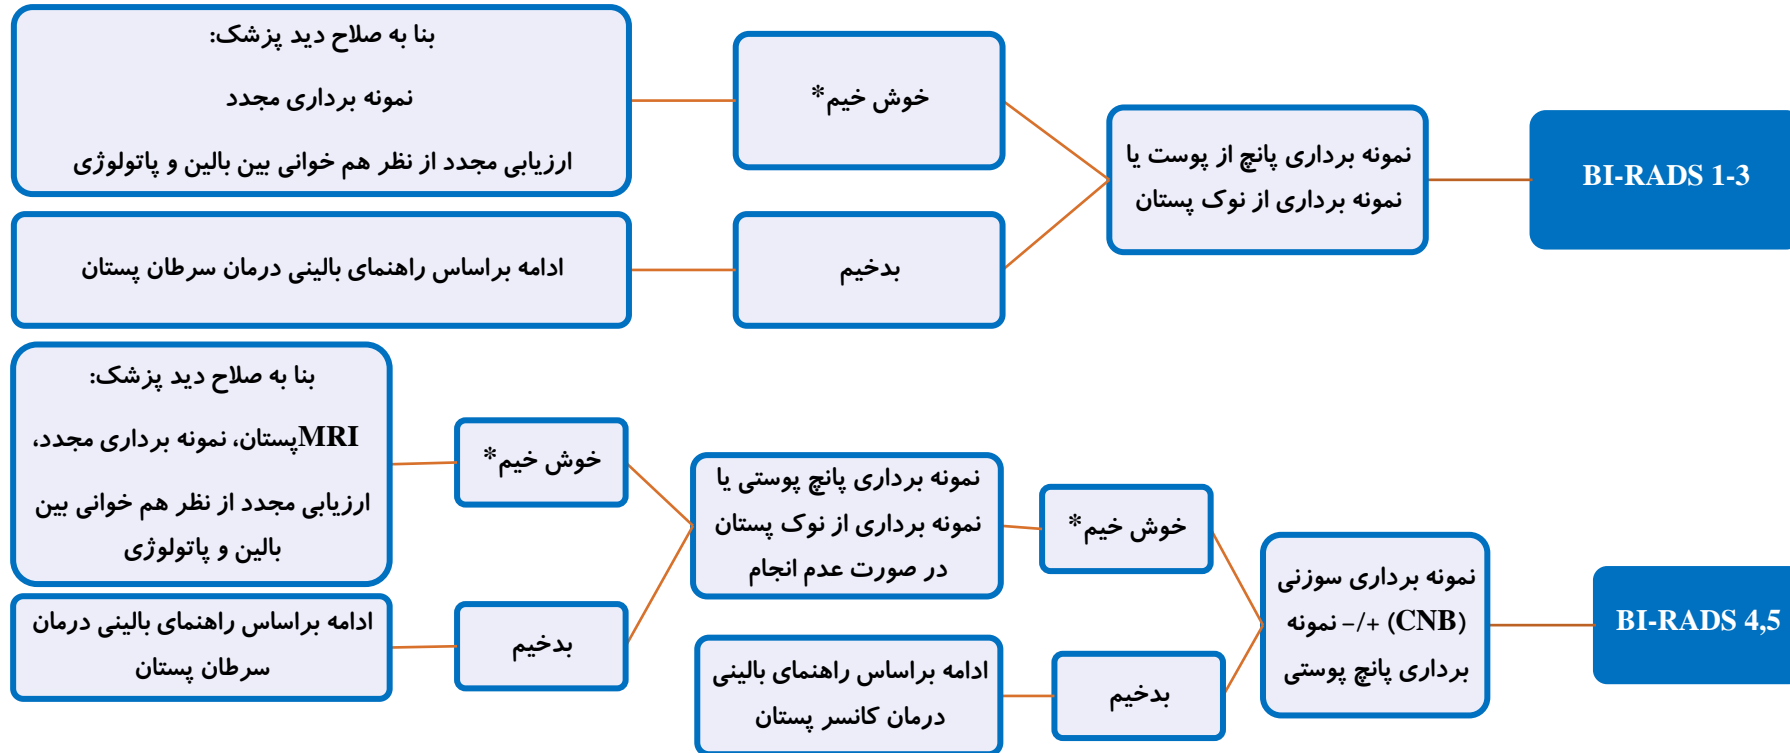 BI-RADS 1-3
نمونه برداری پانچ از پوست یا
نمونه برداری از نوک پستان
خوش خیم*
بنا به صلاح دید پزشک:
نمونه برداری مجدد
ارزیابی مجدد از نظر هم خوانی بین بالین و پاتولوژی
بدخیم
ادامه براساس راهنمای بالینی درمان سرطان پستان
BI-RADS 4,5
نمونه برداری سوزنی
(CNB) +/- نمونه
برداری پانچ پوستی
خوش خیم*
نمونه برداری پانچ پوستی یا
نمونه برداری از نوک پستان
در صورت عدم انجام
خوش خیم*
بنا به صلاح دید پزشک:
MRIپستان، نمونه برداری مجدد،
ارزیابی مجدد از نظر هم خوانی بین
بالین و پاتولوژی
بدخیم
ادامه براساس راهنمای بالینی درمان
سرطان پستان
بدخیم
ادامه براساس راهنمای بالینی
درمان کانسر پستان